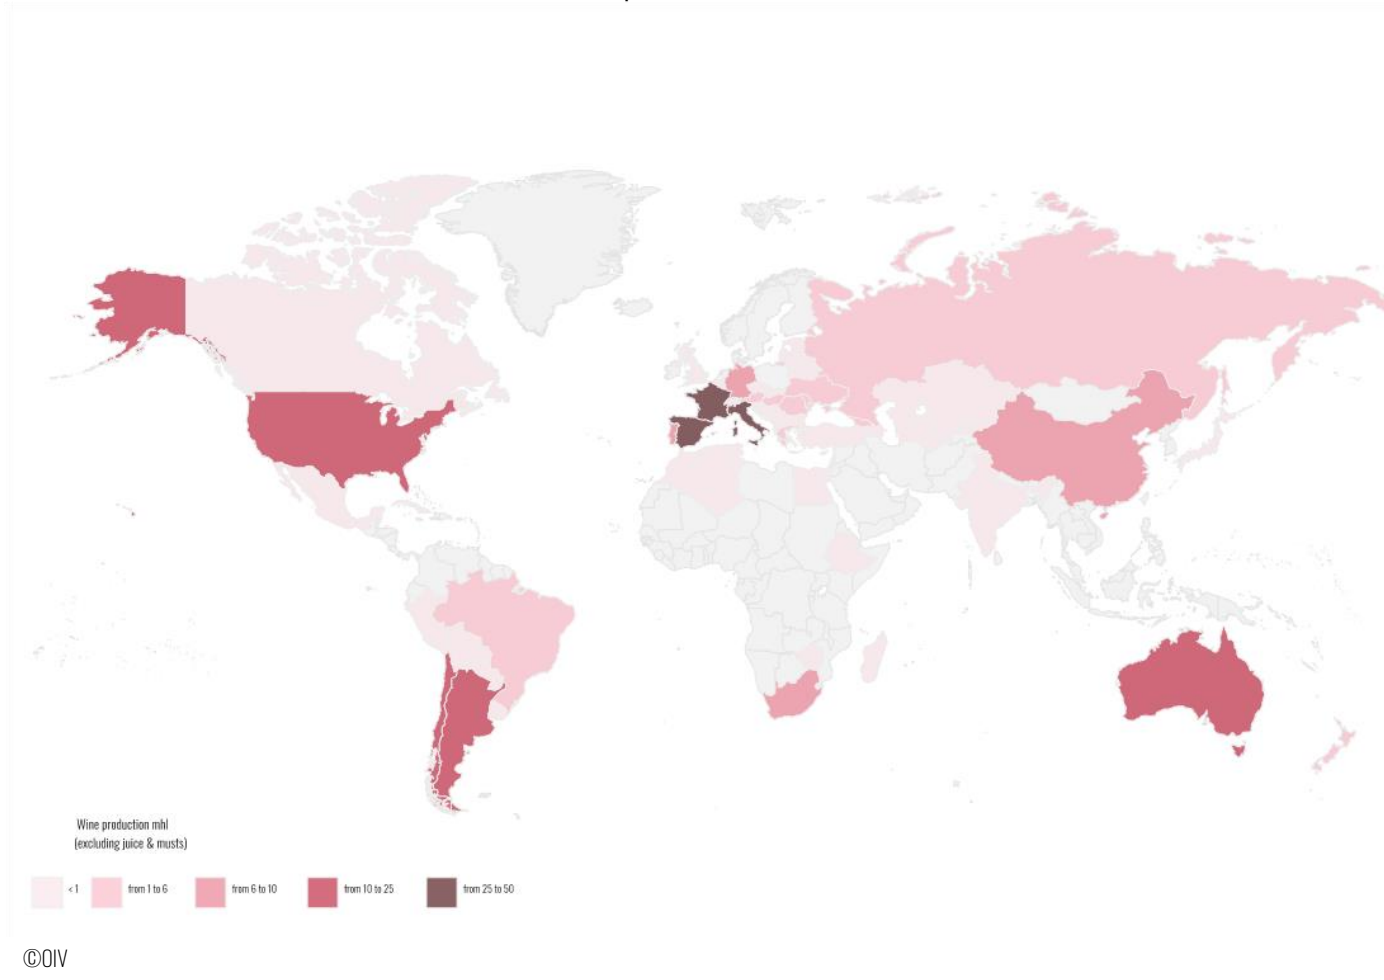 Wine production mhl
(excluding juice & musts)
< 1
from 1 to 6
from 6 to 10
from 10 to 25
from 25 to 50
©OIV